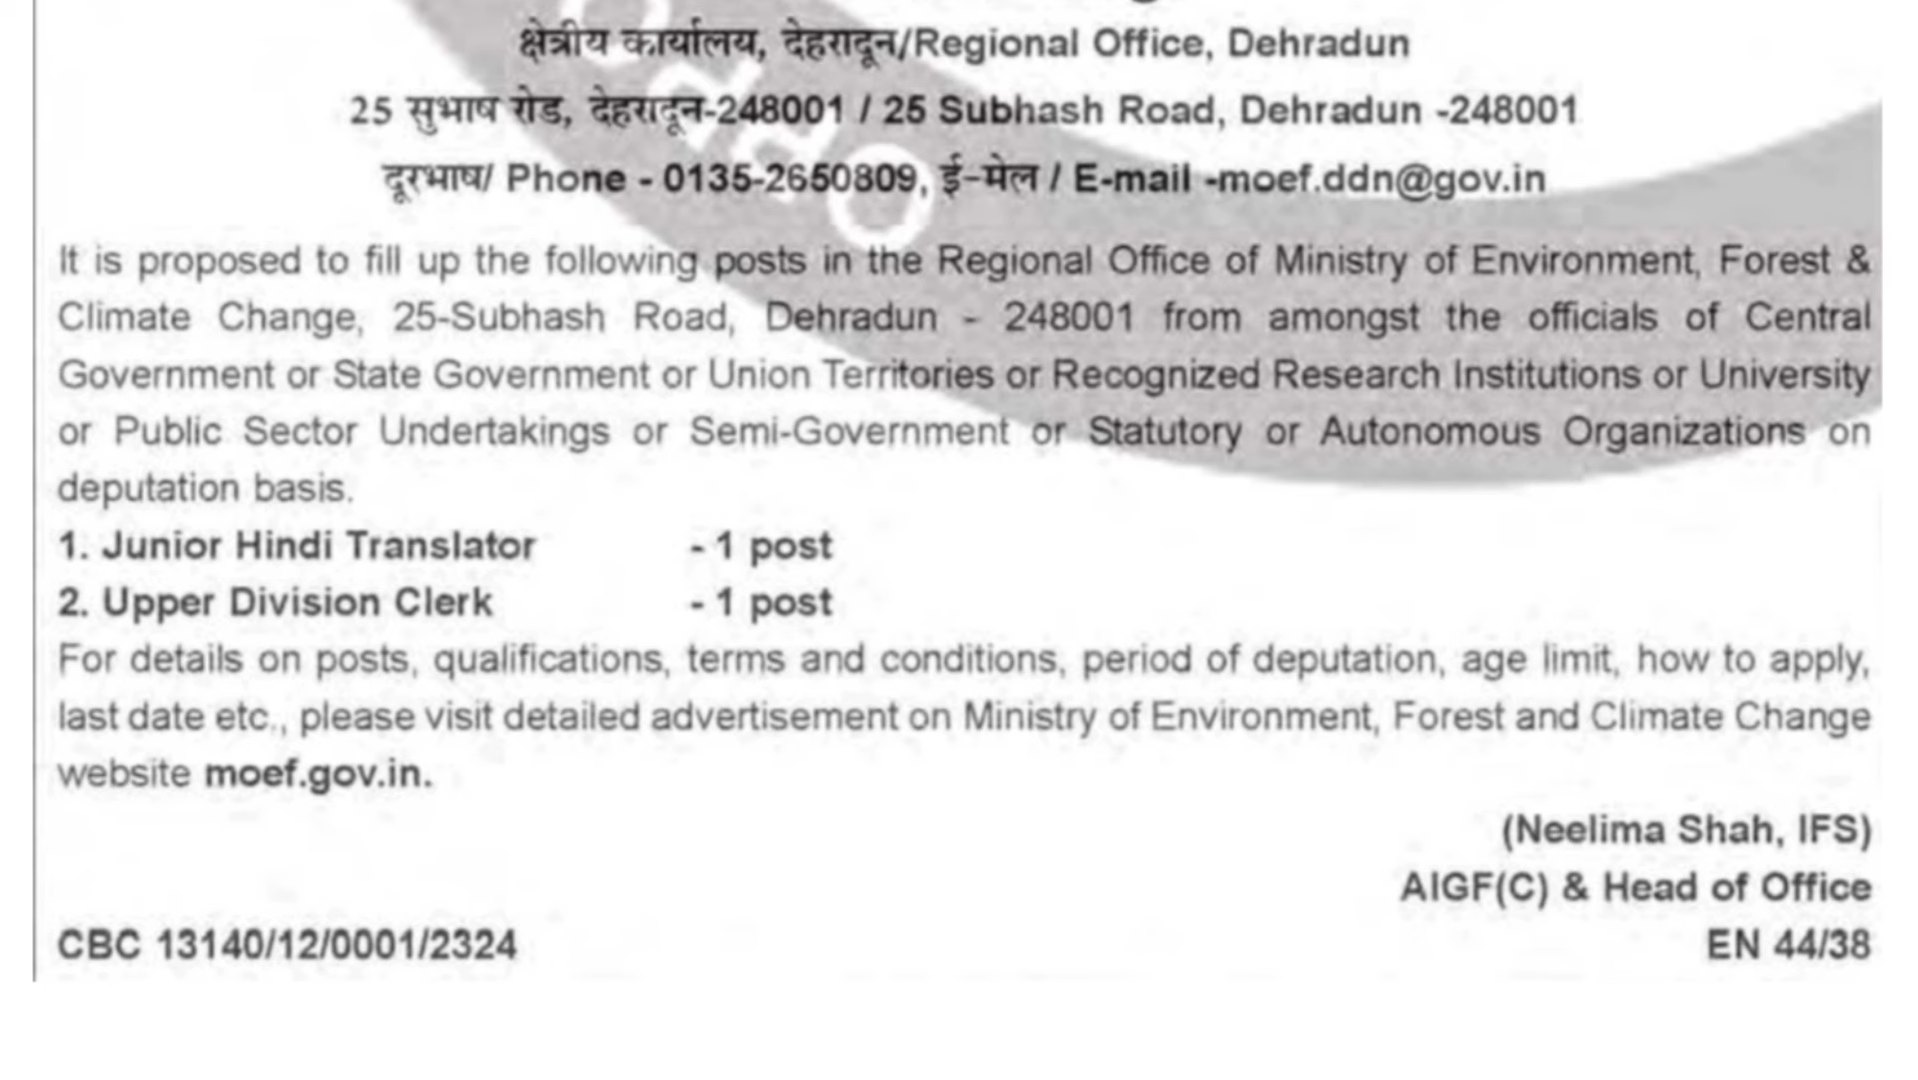 क्षेत्रीय कार्यालय, देहरादून/Regional Office, Dehradun
25 सुभाष रोड, देहरादून-248001 / 25 Subhash Road, Dehradun -248001
दूरभाष/ Phone - 0135-2650809, ई-मेल / E-mail -moef.ddn@gov.in
It is proposed to fill up the following posts in the Regional Office of Ministry of Environment, Forest &
Climate Change, 25-Subhash Road, Dehradun - 248001 from amongst the officials of Central
Government or State Government or Union Territories or Recognized Research Institutions or University
or Public Sector Undertakings or Semi-Government or Statutory or Autonomous Organizations on
deputation basis.
1. Junior Hindi Translator - 1 post
2. Upper Division Clerk - 1 post
For details on posts, qualifications, terms and conditions, period of deputation, age limit, how to apply,
last date etc., please visit detailed advertisement on Ministry of Environment, Forest and Climate Change
website moef.gov.in.
(Neelima Shah, IFS)
AIGF(C) & Head of Office
CBC 13140/12/0001/2324 EN 44/38